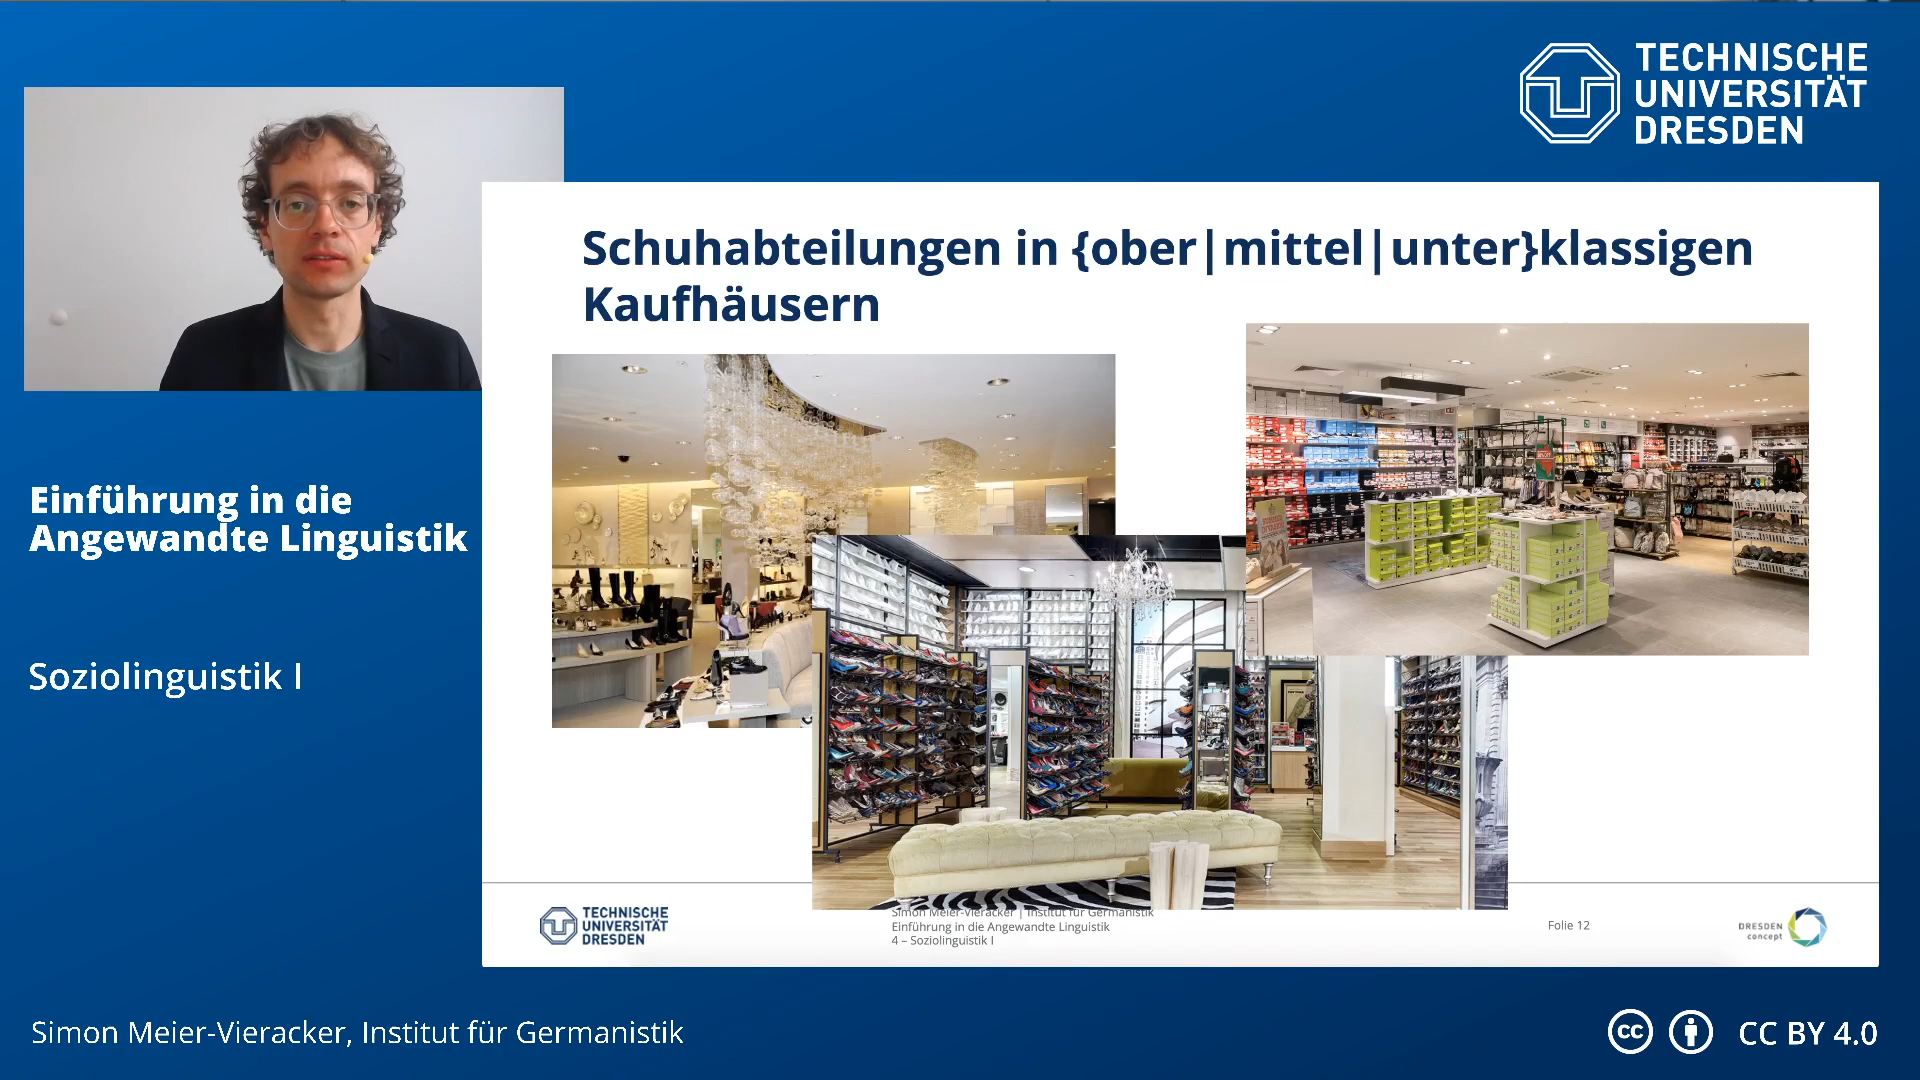 TECHNISCHE
UNIVERSITÄT
DRESDEN
Schuhabteilungen in {ober|mittel|unter}klassigen
Kaufhäusern
Einführung in die
Angewandte Linguistik
Soziolinguistik I
TECHNISCHE
UNIVERSITÄT
DRESDEN
Simon Meier-Vieracker | Institut für Germanistik
Einführung in die Angewandte Linguistik
4 – Soziolinguistik I
Folie 12
DRESDEN
concept
Simon Meier-Vieracker, Institut für Germanistik
CC BY 4.0